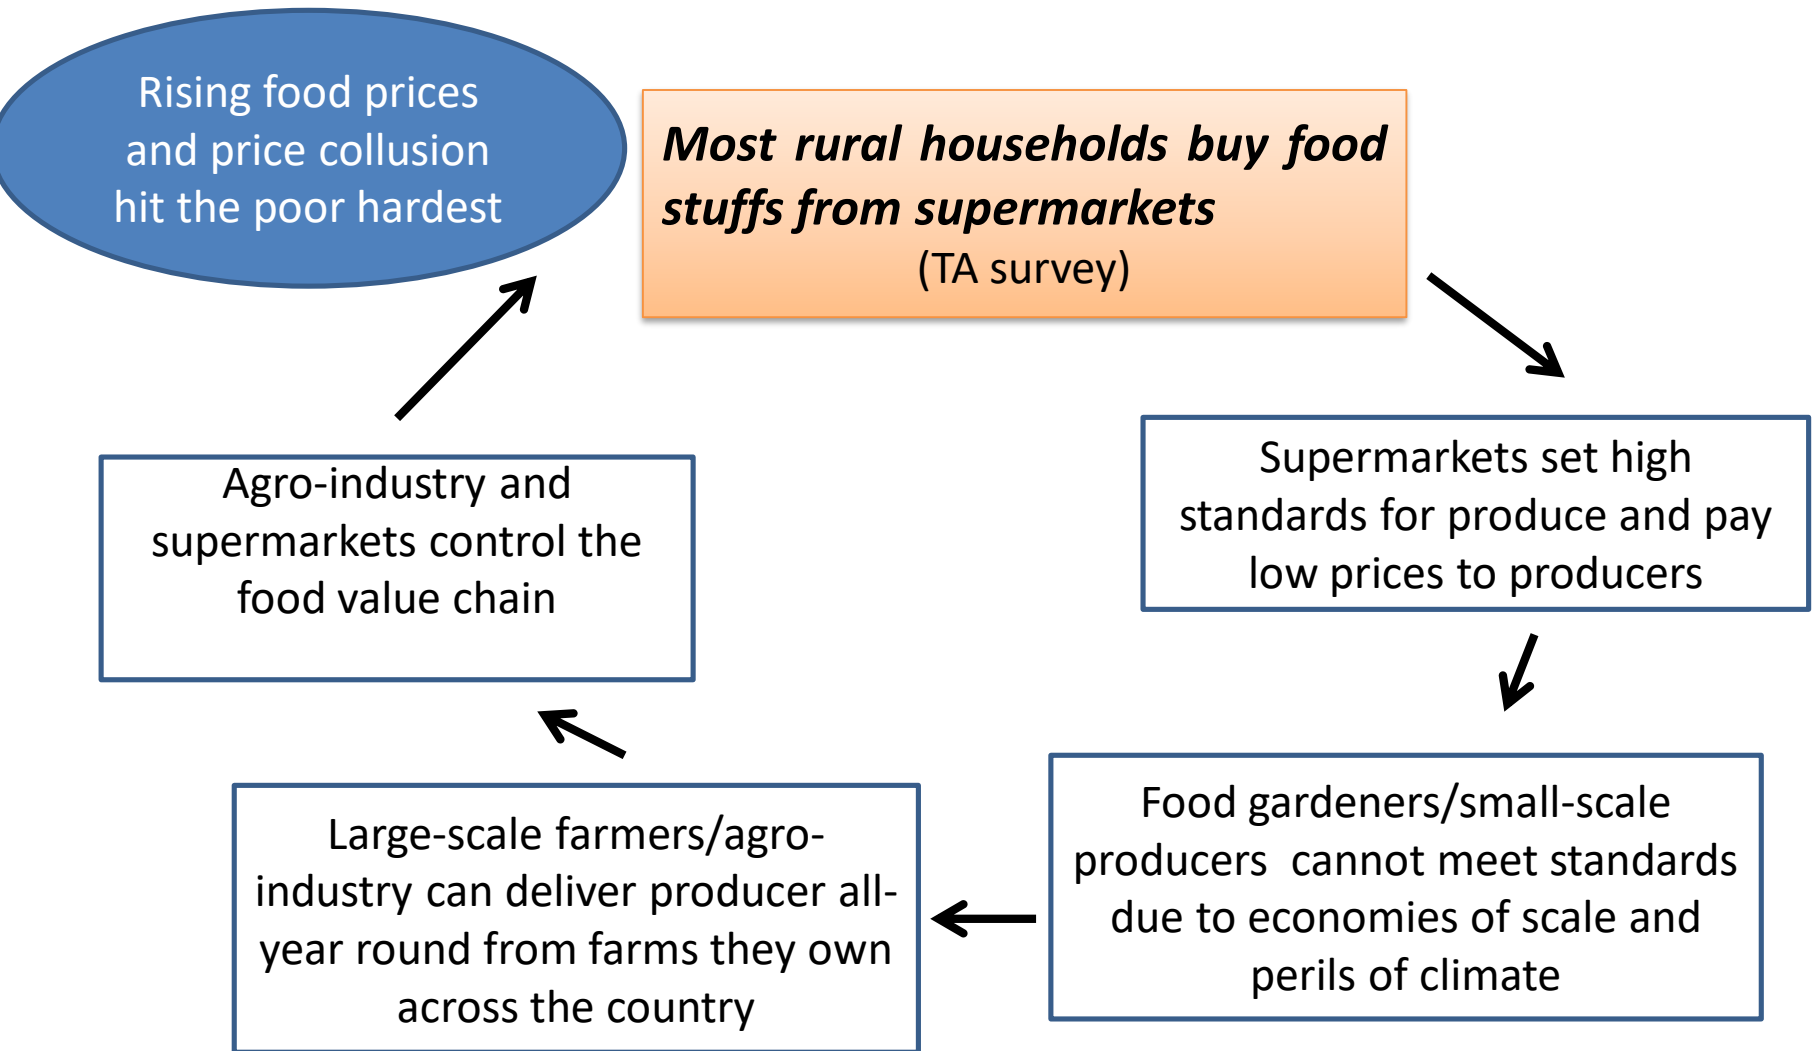 Rising food prices
and price collusion
hit the poor hardest
Most rural households buy food
stuffs from supermarkets
(TA survey)
Supermarkets set high
standards for produce and pay
low prices to producers
Food gardeners/small-scale
producers cannot meet standards
due to economies of scale and
perils of climate
Large-scale farmers/agro-
industry can deliver producer all-
year round from farms they own
across the country
Agro-industry and
supermarkets control the
food value chain